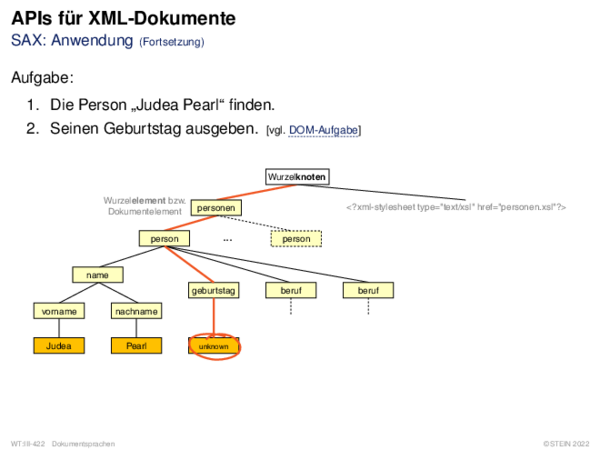 APIs für XML-Dokumente
SAX: Anwendung (Fortsetzung)
Aufgabe:
1. Die Person „Judea Pearl“ finden.
2. Seinen Geburtstag ausgeben. [vgl. DOM-Aufgabe]
Wurzelknoten
Wurzelelement bzw.
Dokumentelement
personen
<?xml-stylesheet type="text/xsl" href="personen.xsl"?>
person
...
person
name
geburtstag
beruf
beruf
vorname
nachname
Judea
Pearl
unknown
WT:III-422 Dokumentsprachen
©STEIN 2022